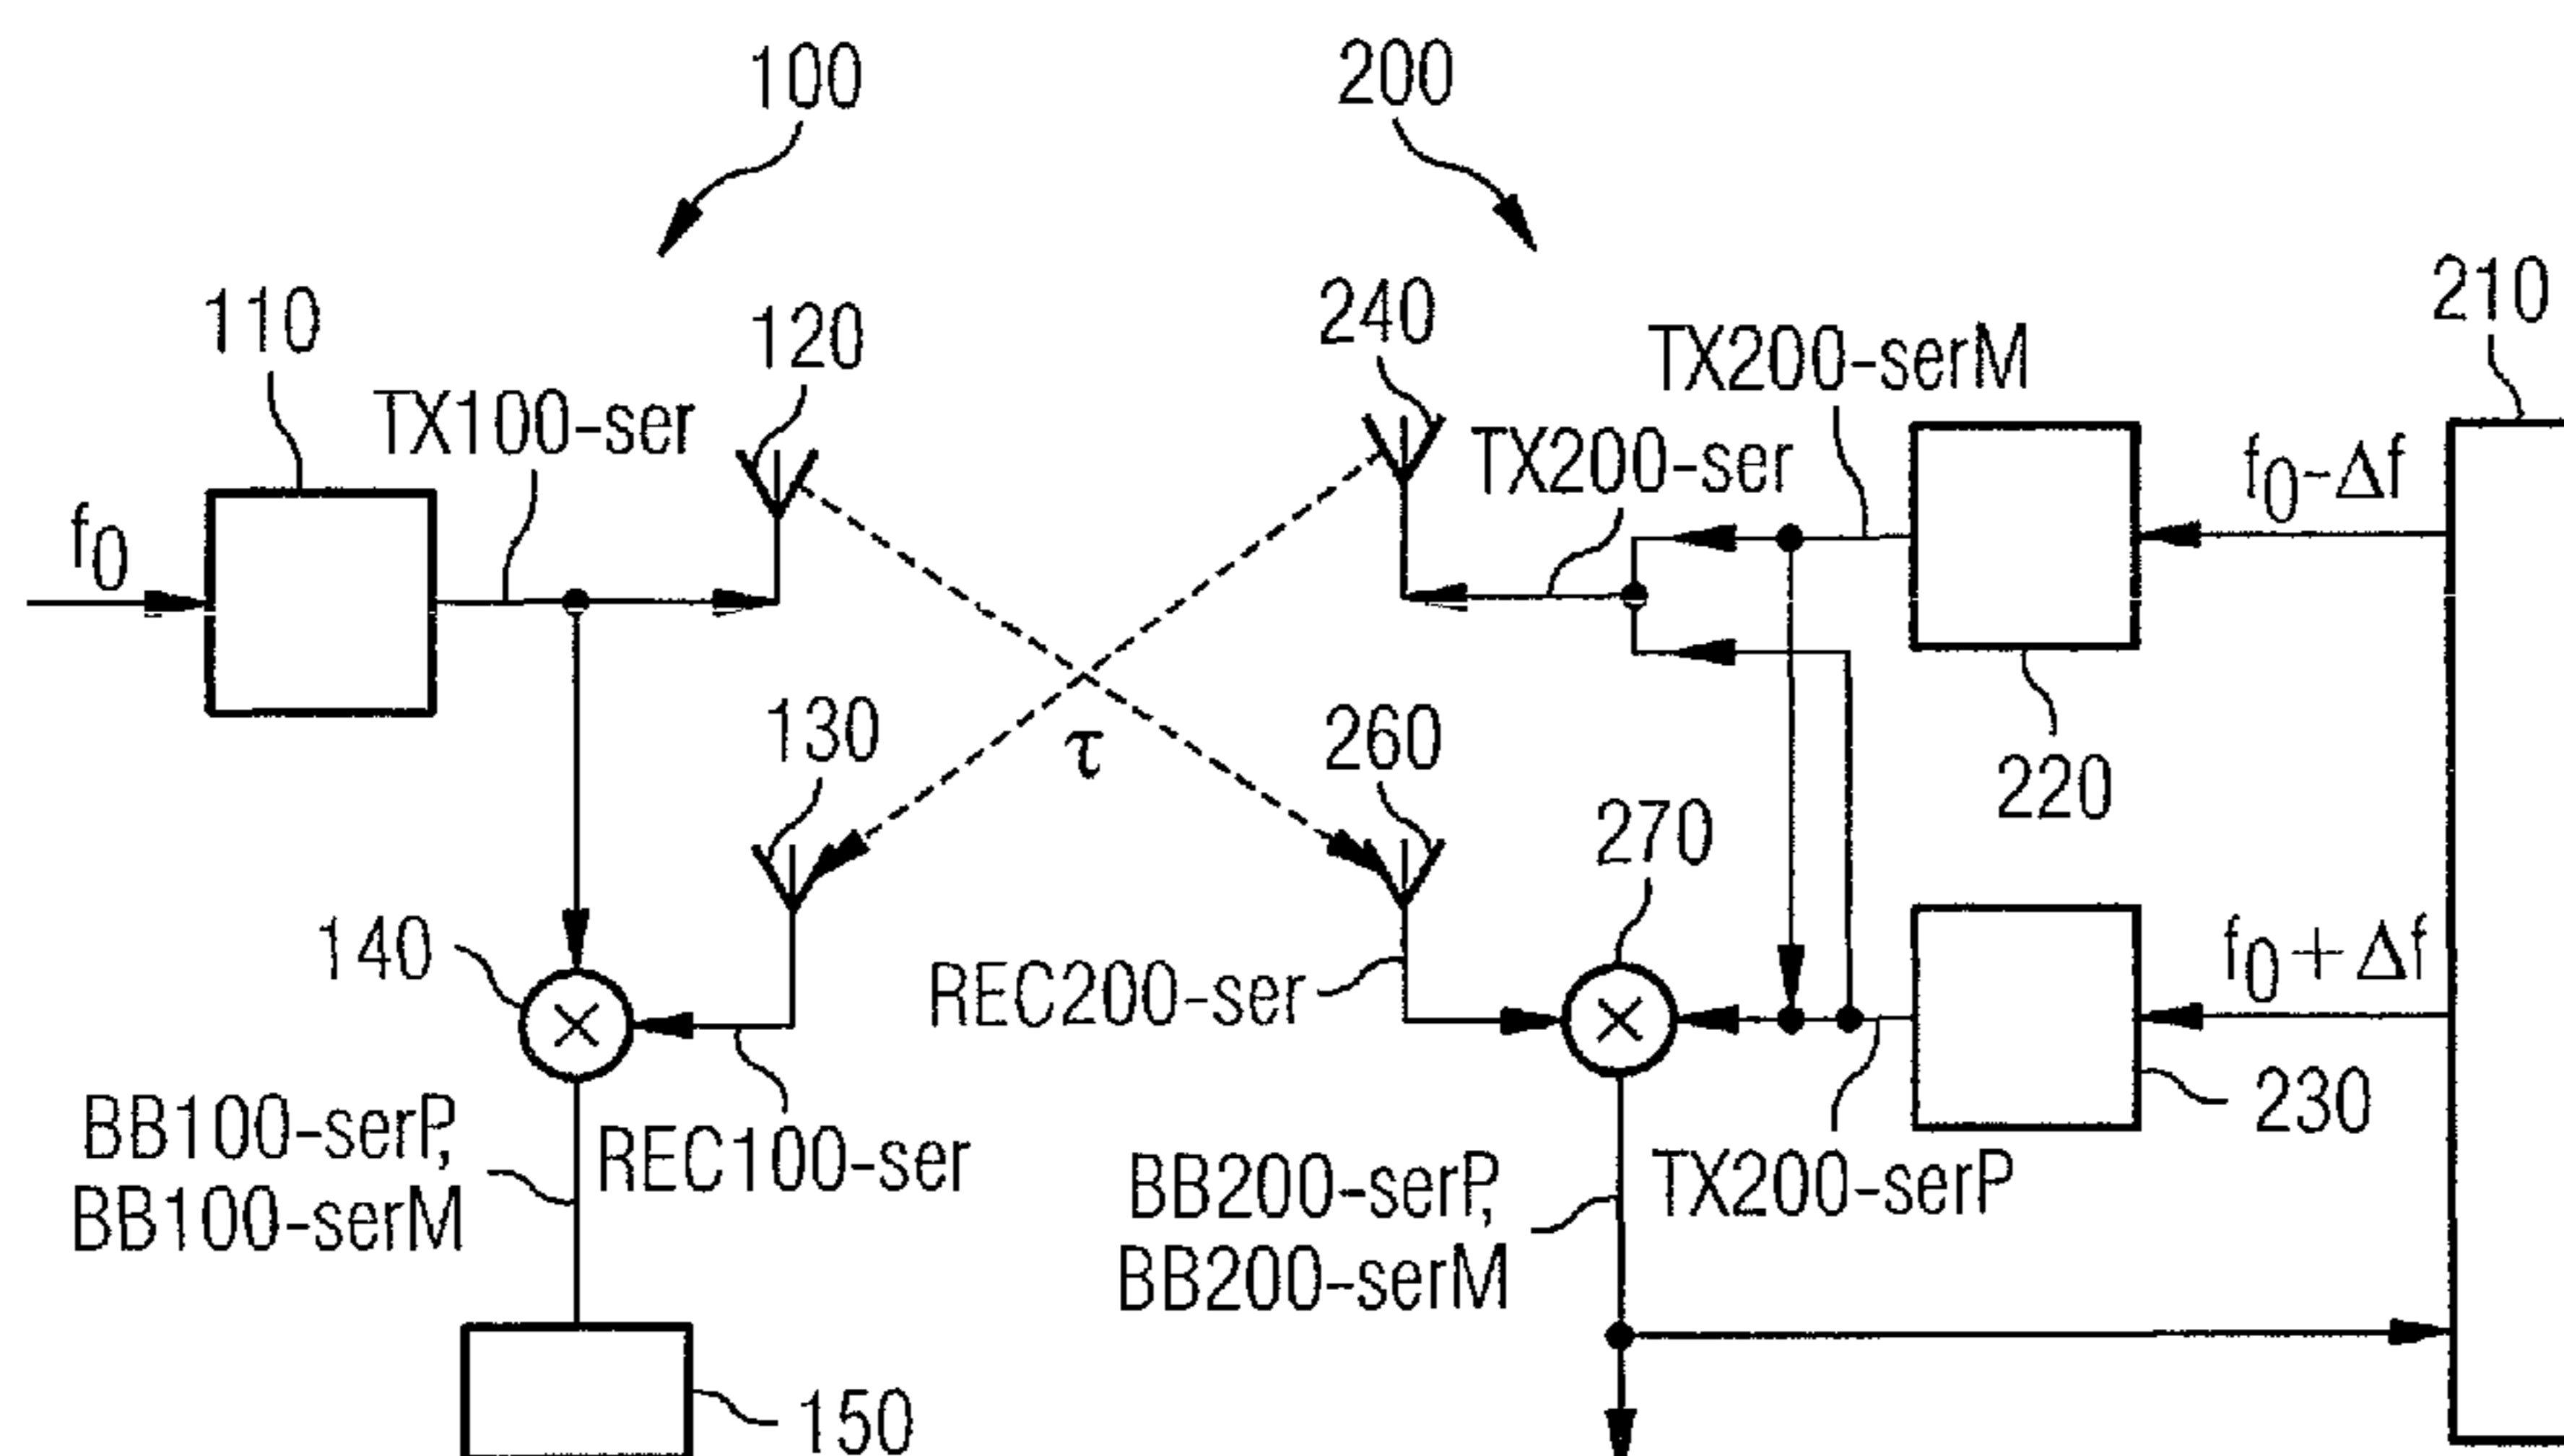 100
200
110
120
240
210
TX100-ser
TX200-serM
TX200-ser
f0
f0-Δf
130
τ
260
220
270
140
REC200-ser
f0+Δf
230
BB100-serP,
BB100-serM
REC100-ser
BB200-serP,
BB200-serM
TX200-serP
150